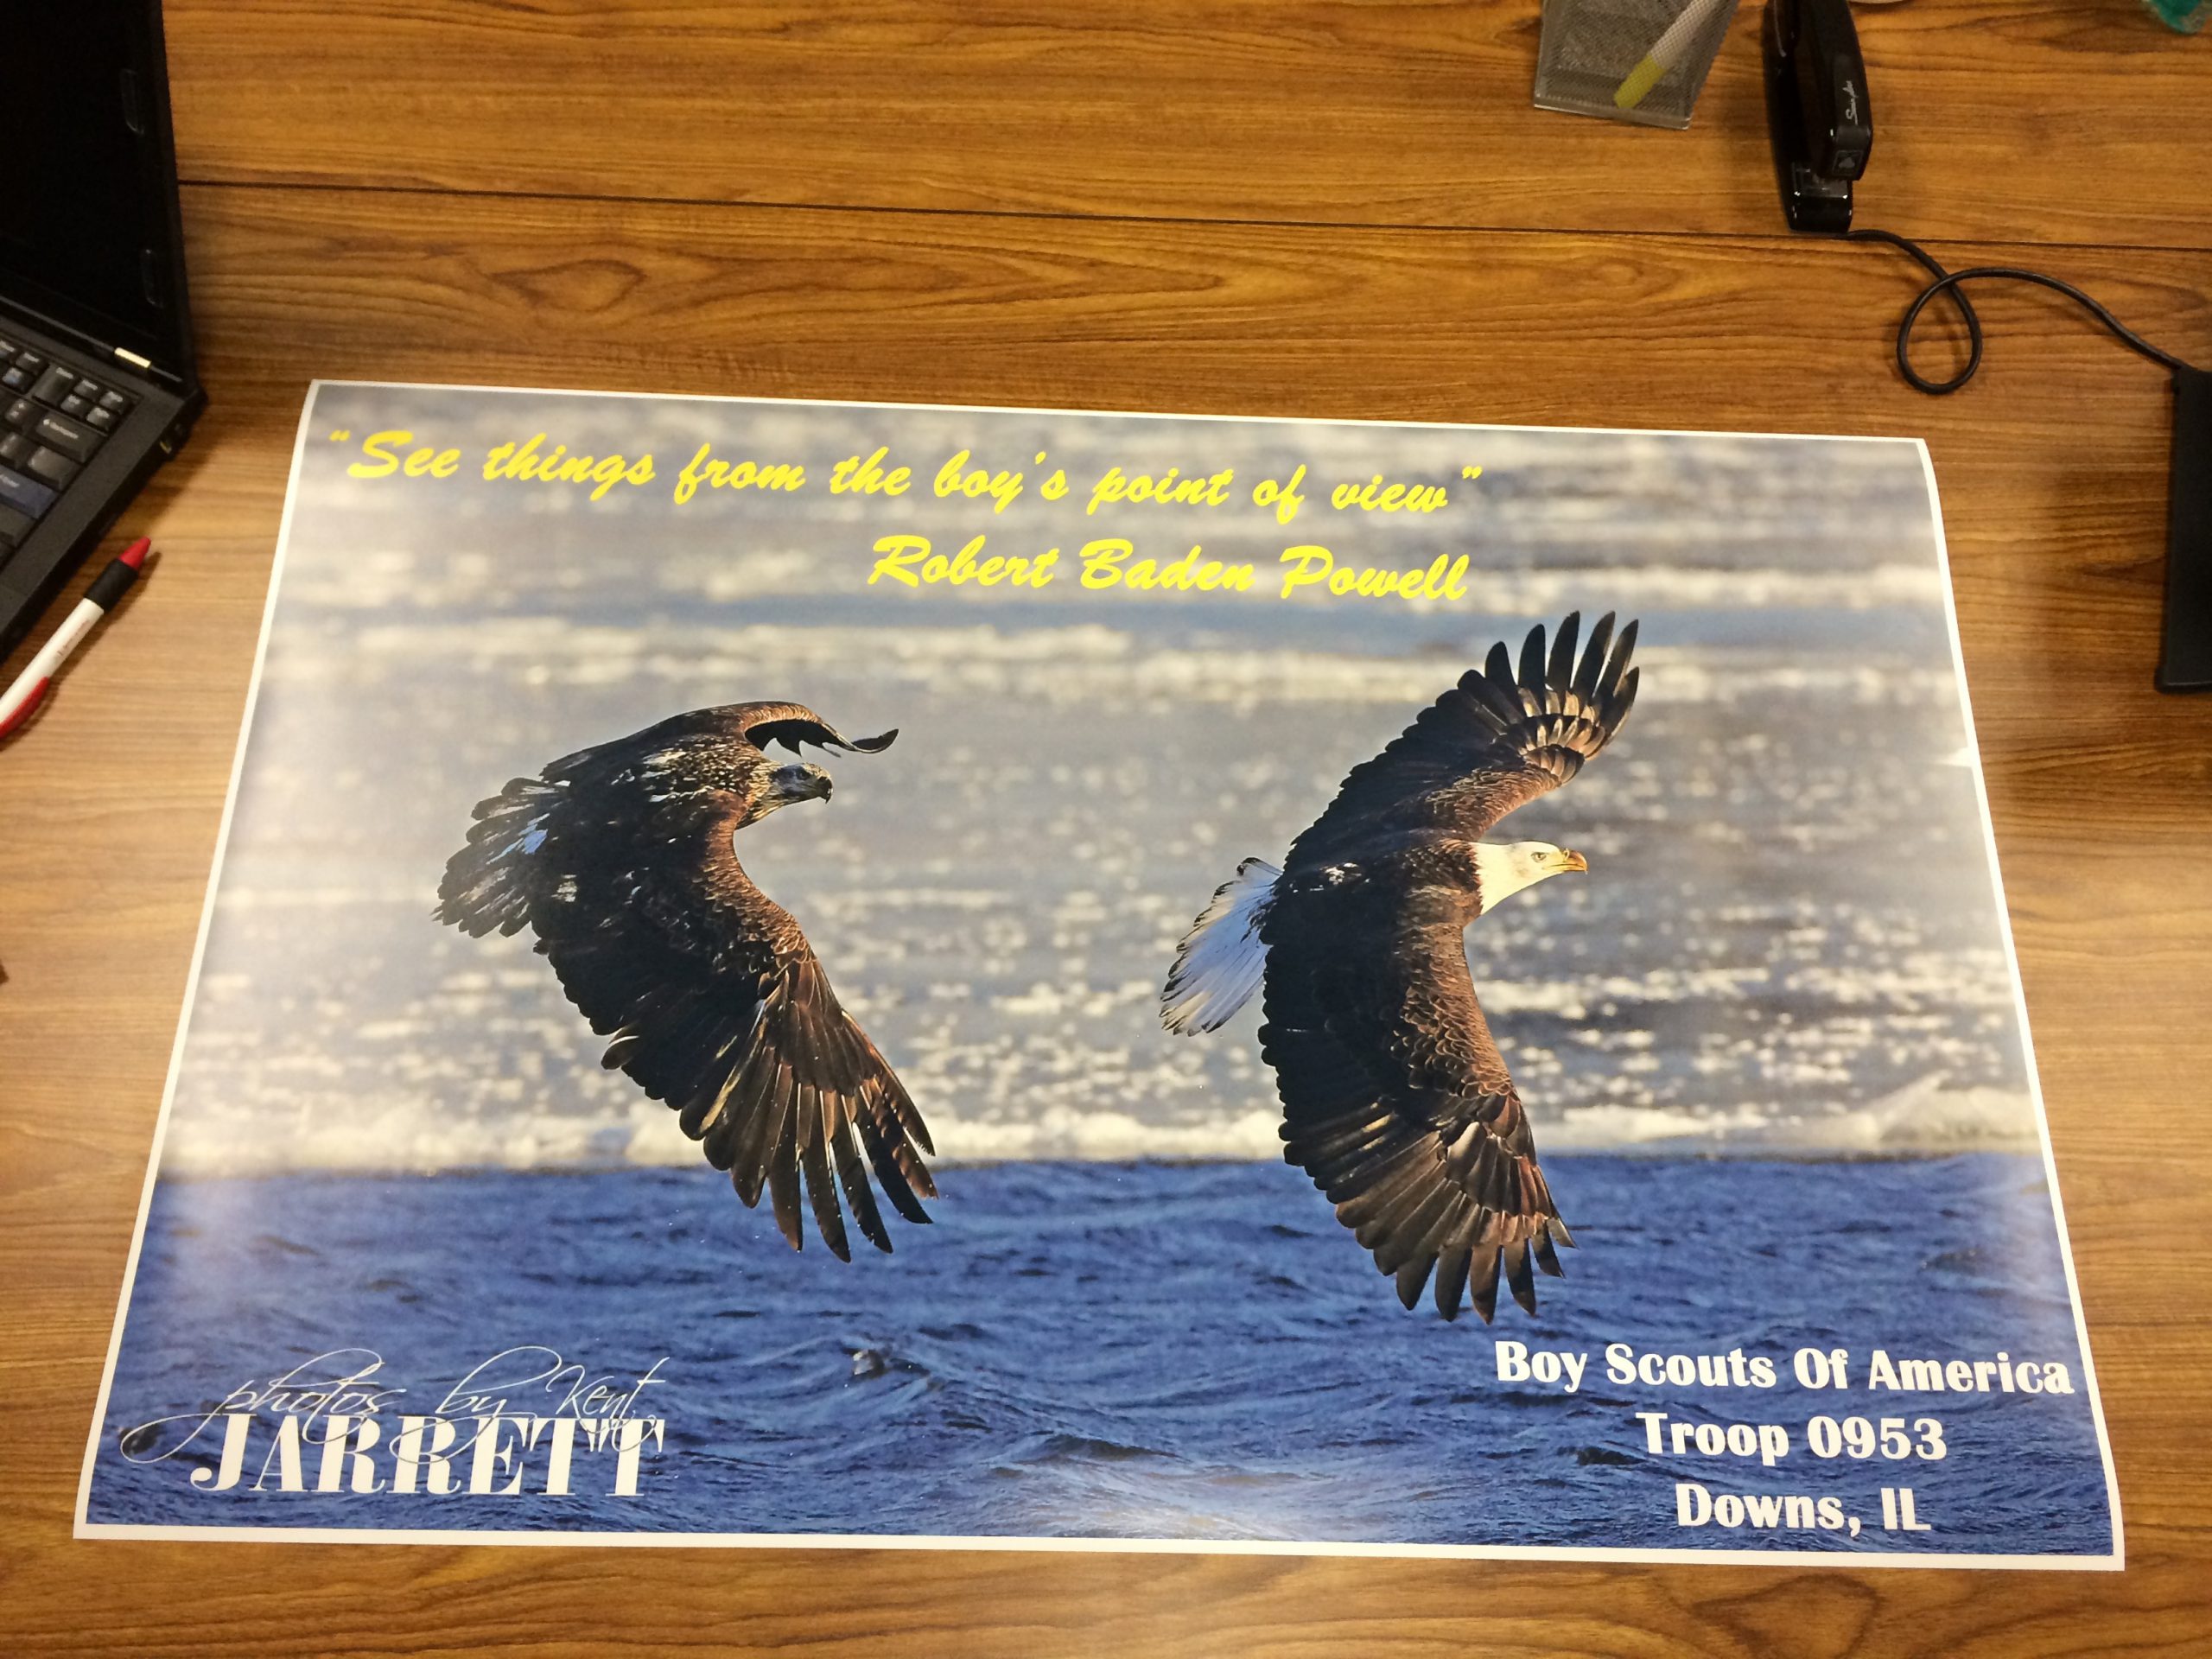 “See things from the boy's point of view”
Robert Baden Powell
photos by Kent
JARRETT
Boy Scouts Of America
Troop 0953
Downs, IL